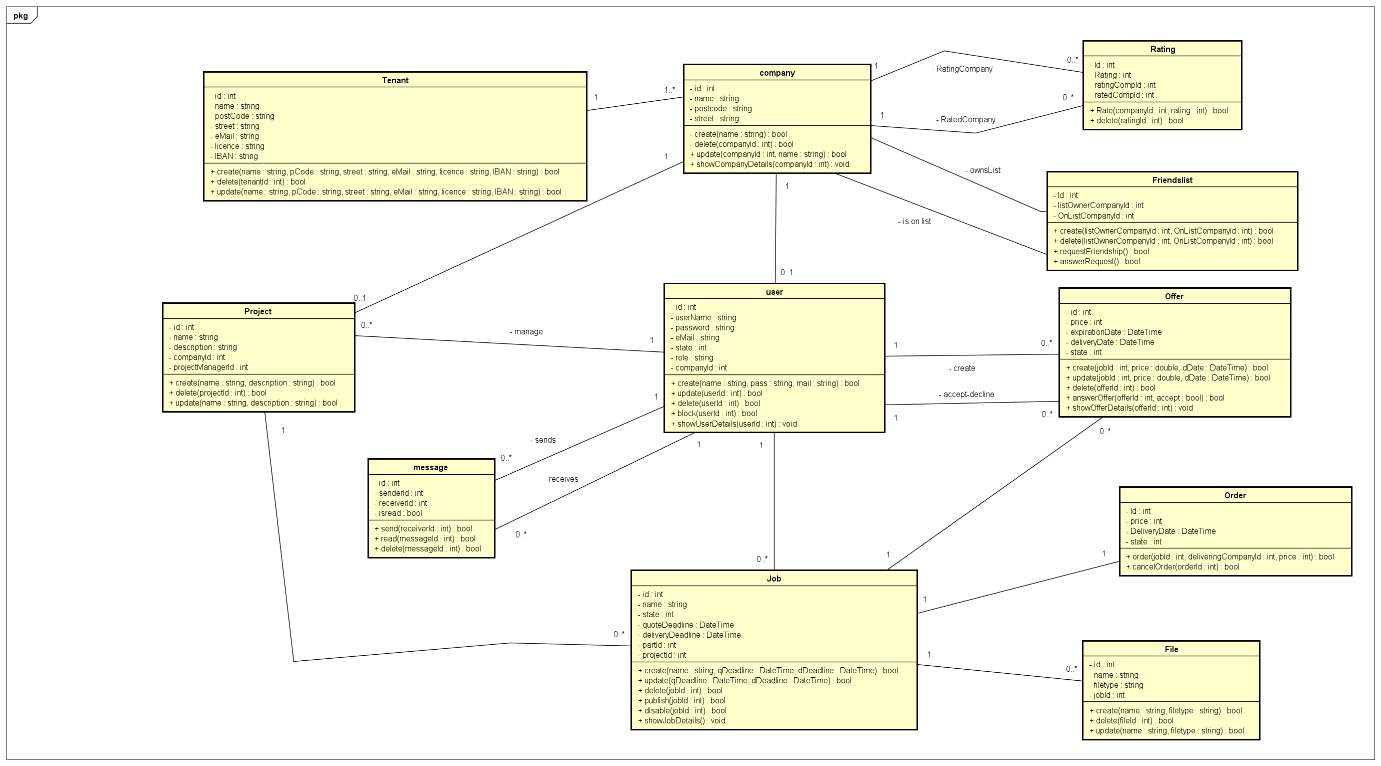 pkg
Tenant
id : int
name : string
- postCode : string
- street : string
- eMail : string
- licence : string
- IBAN : string
+ create(name : string, pCode : string, street : string, eMail : string, licence : string, IBAN : string) : bool
+ delete(tenantId : int) : bool
+ update(name : string, pCode : string, street : string, eMail : string, licence : string, IBAN : string) : bool
1
1..*
company
- id : int
- name : string
- postcode : string
- street : string
- create(name : string) : bool
- delete(companyId : int) : bool
+ update(companyId : int, name : string) : bool
+ showCompanyDetails(companyId : int) : void
1
- RatingCompany
0..*
1
- RatedCompany
0..*
Rating
- Id : int
- Rating : int
- ratingCompId : int
ratedCompId : int
+ Rate(companyId : int, rating : int) : bool
+ delete(ratingId : int) : bool
- ownsList
- is on list
Friendslist
- Id : int
- listOwnerCompanyId : int
- OnListCompanyId : int
+ create(listOwnerCompanyId : int, OnListCompanyId : int) : bool
+ delete(listOwnerCompanyId : int, OnListCompanyId : int) : bool
+ requestFriendship() : bool
+ answerRequest() : bool
1
0..1
1
0..1
Project
- id : int
- name : string
- description : string
- companyId : int
- projectManagerId : int
+ create(name : string, description : string) : bool
+ delete(projectId : int) : bool
+ update(name : string, description : string) : bool
0..*
- manage
1
user
id : int
- userName : string
- password : string
- eMail : string
- state : int
- role : string
- companyId : int
+ create(name : string, pass : string, mail : string) : bool
+ update(userId : int) : bool
+ delete(userId : int) : bool
+ block(userId : int) : bool
+ showUserDetails(userId : int) : void
1
- create
0..*
1
- accept-decline
0..*
Offer
- id : int
- price : int
- expirationDate : DateTime
- deliveryDate : DateTime
- state : int
+ create(jobId : int, price : double, dDate : DateTime) : bool
+ update(jobId : int, price : double, dDate : DateTime) : bool
+ delete(offerId : int) : bool
+ answerOffer(offerId : int, accept : bool) : bool
+ showOfferDetails(offerId : int) : void
1
- sends
0..*
1
receives
0..*
message
id : int
senderId : int
- receiverId : int
- isread : bool
+ send(receiverId : int) : bool
+ read(messageId : int) : bool
+ delete(messageId : int) : bool
1
0..*
0..*
1
1
0..*
Job
- id : int
- name : string
- state : int
- quoteDeadline : DateTime
- deliveryDeadline : DateTime
- partId : int
projectId : int
+ create(name : string, qDeadline : DateTime, dDeadline : DateTime) : bool
+ update(qDeadline : DateTime, dDeadline : DateTime) : bool
+ delete(jobId : int) : bool
+ publish(jobId : int) : bool
+ disable(jobId : int) : bool
+ showJobDetails() : void
1
1
Order
- Id : int
- price : int
- DeliveryDate : DateTime
- state : int
+ order(jobId : int, deliveringCompanyId : int, price : int) : bool
+ cancelOrder(orderId : int) : bool
1
0..*
File
- id : int
name : string
- filetype : string
- jobId : int
+ create(name : string, filetype : string) : bool
+ delete(fileId : int) : bool
+ update(name : string, filetype : string) : bool